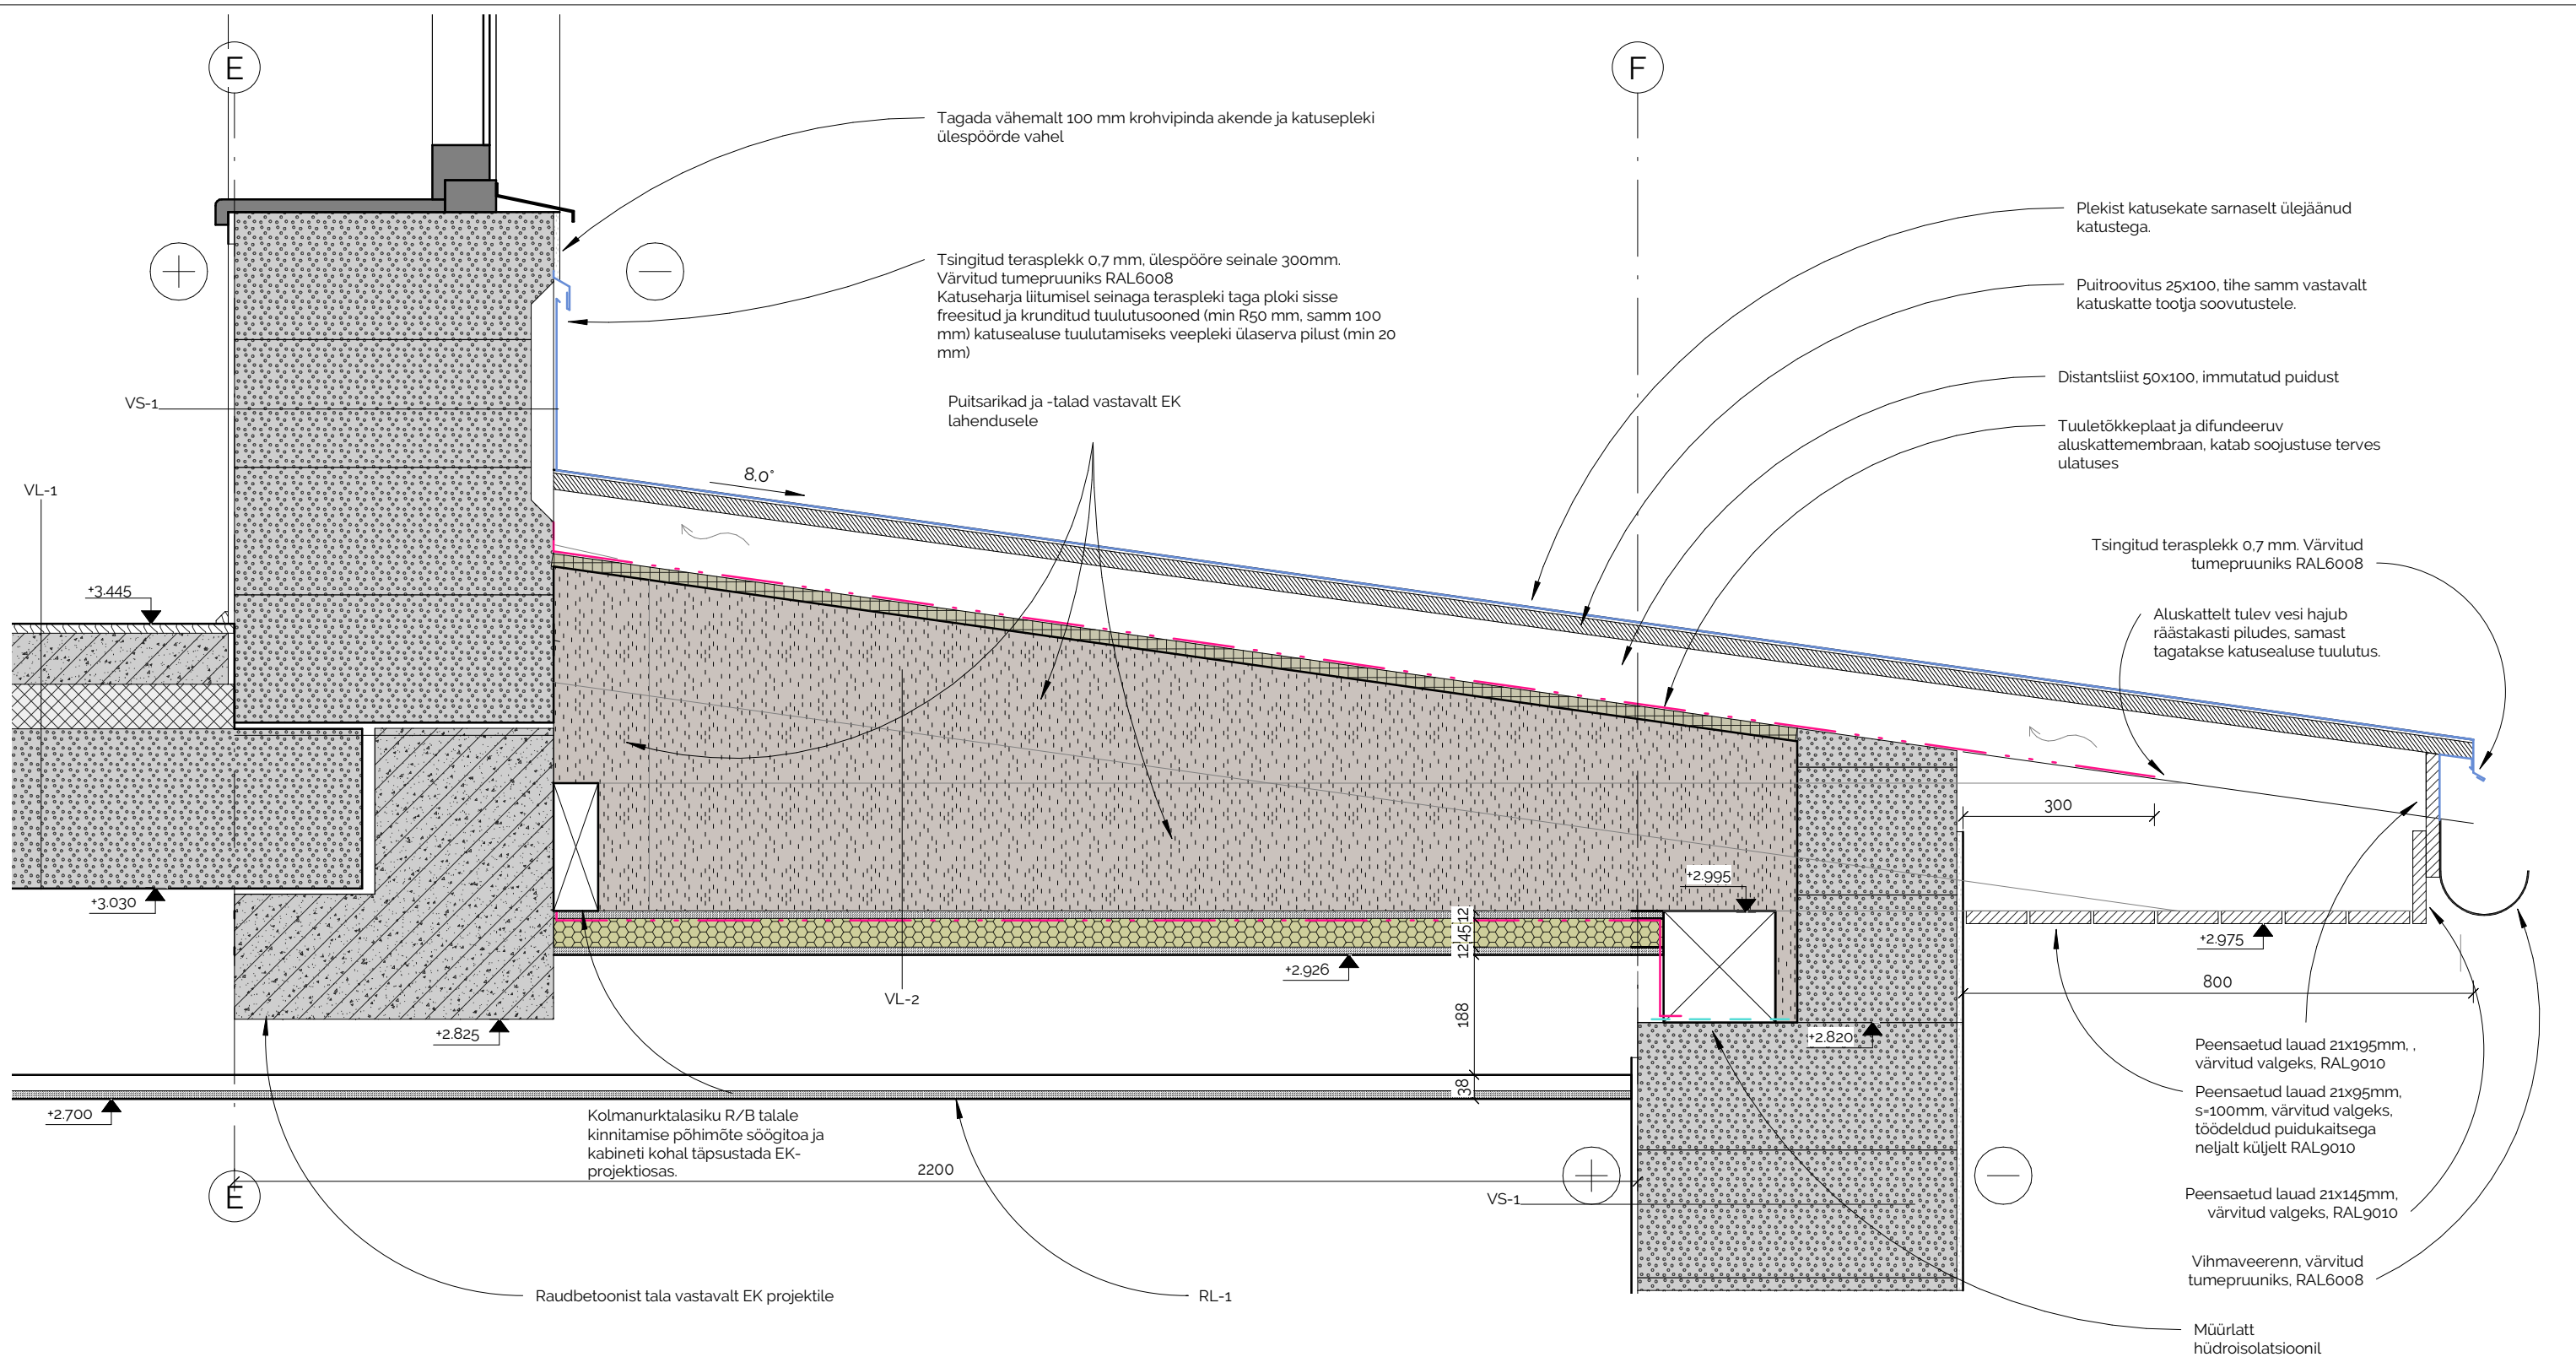 E
F
Tagada vähemalt 100 mm krohvipinda akende ja katusepleki
ülespöörde vahel
Tsingitud terasplekk 0,7 mm, ülespööre seinale 300mm.
Värvitud tumepruuniks RAL6008
Katuseharja liitumisel seinaga teraspleki taga ploki sisse
freesitud ja krunditud tuulutusooned (min R50 mm, samm 100
mm) katusealuse tuulutamiseks veepleki ülaserva pilust (min 20
mm)
Puitsarikad ja -talad vastavalt EK
lahendusele
Plekist katusekate sarnaselt ülejäänud
katustega.
Puitroovitus 25x100, tihe samm vastavalt
katuskatte tootja soovutustele.
Distantsliist 50x100, immutatud puidust
Tuuletõkkeplaat ja difundeeruv
aluskattemembraan, katab soojustuse terves
ulatuses
Tsingitud terasplekk 0,7 mm. Värvitud
tumepruuniks RAL6008
Aluskattelt tulev vesi hajub
räästakasti piludes, samast
tagatakse katusealuse tuulutus.
VS-1
VL-1
8.0°
+3.445
+3.030
300
+2.995
12
45
12
+2.975
+2.926
VL-2
800
188
+2.825
+2.820
38
+2.700
Kolmanurktalasiku R/B talale
kinnitamise põhimõte söögitoa ja
kabineti kohal täpsustada EK-
projektiosas.
2200
E
VS-1
Peensaetud lauad 21x195mm, ,
värvitud valgeks, RAL9010
Peensaetud lauad 21x95mm,
s=100mm, värvitud valgeks,
töödeldud puidukaitsega
neljalt küljelt RAL9010
Peensaetud lauad 21x145mm,
värvitud valgeks, RAL9010
Vihmaveerenn, värvitud
tumepruuniks, RAL6008
Raudbetoonist tala vastavalt EK projektile
RL-1
Müürlatt
hüdroisolatsioonil